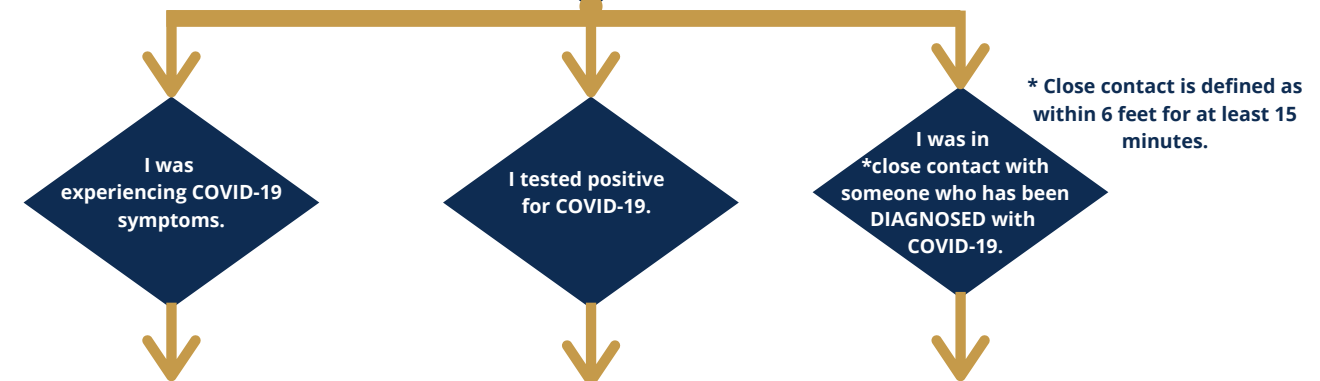 I was
experiencing COVID-19
symptoms.
I tested positive
for COVID-19.
I was in
*close contact with
someone who has been
DIAGNOSED with
COVID-19.
* Close contact is defined as
within 6 feet for at least 15
minutes.